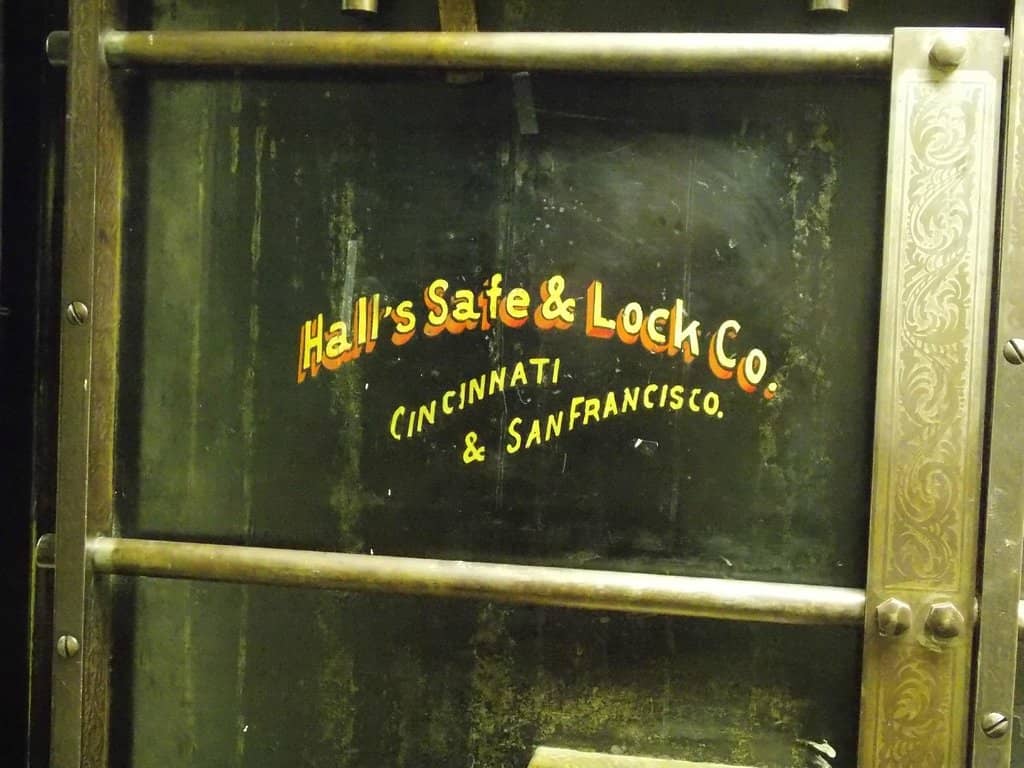 Hall's Safe & Lock Co.
CINCINNATI
& SAN FRANCISCO.